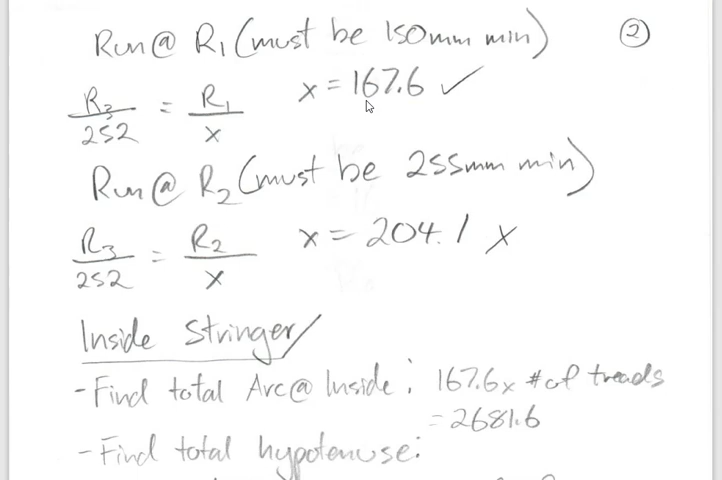 Run@ R1 (must be 150mm min) 2
R3/252 = R1/x x = 167.6 ✓
Run@ R2 (must be 255mm min)
R3/252 = R2/x x = 204.1 x
Inside Stringer/
- Find total Arc@ Inside: 167.6 x # of treads
= 2681.6
- Find total hypotenuse: